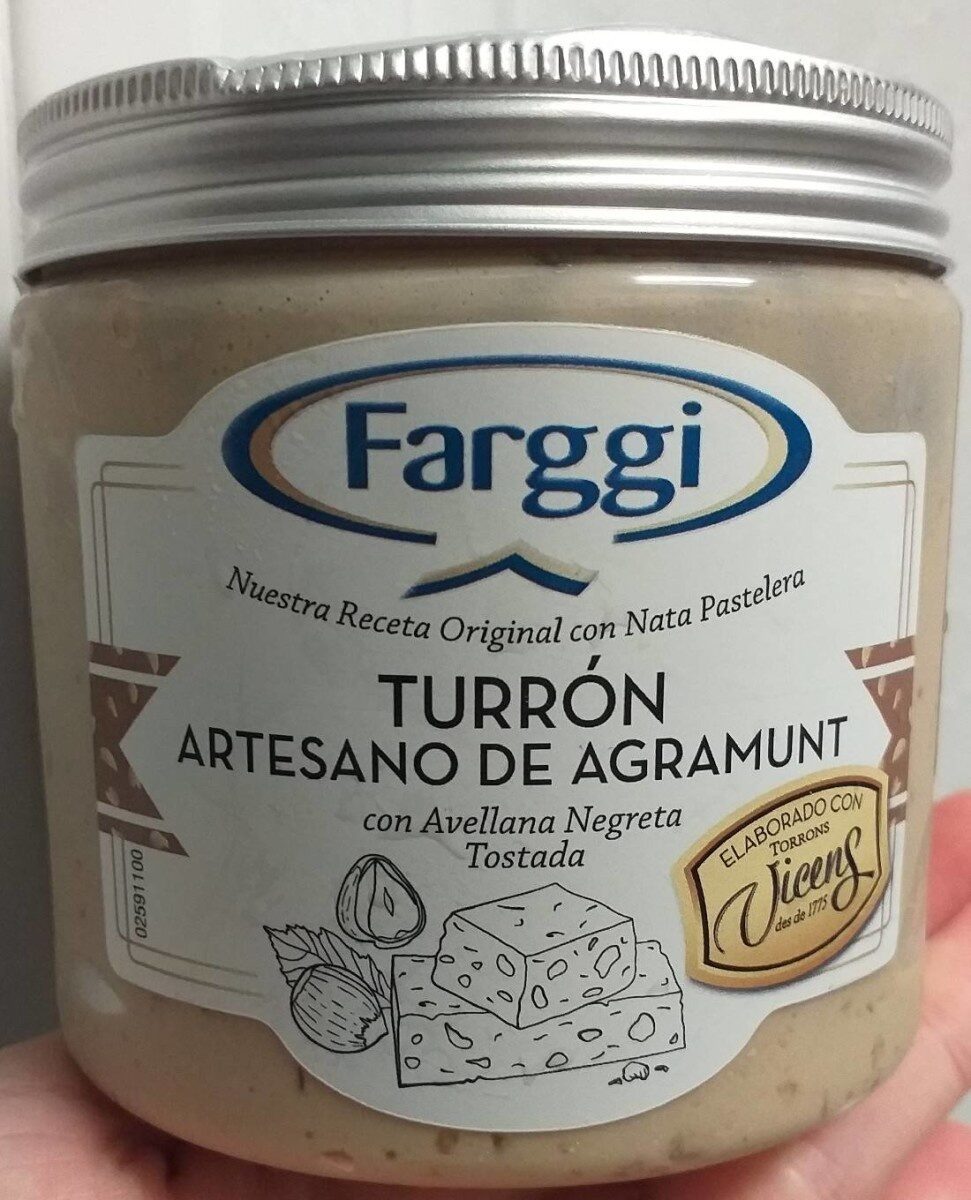 Farggi
Nuestra Receta Original con Nata Pastelera
TURRÓN
ARTESANO DE AGRAMUNT
con Avellana Negreta
Tostada
ELABORADO CON
TORRONS
Vicens
des de 1775
02591100